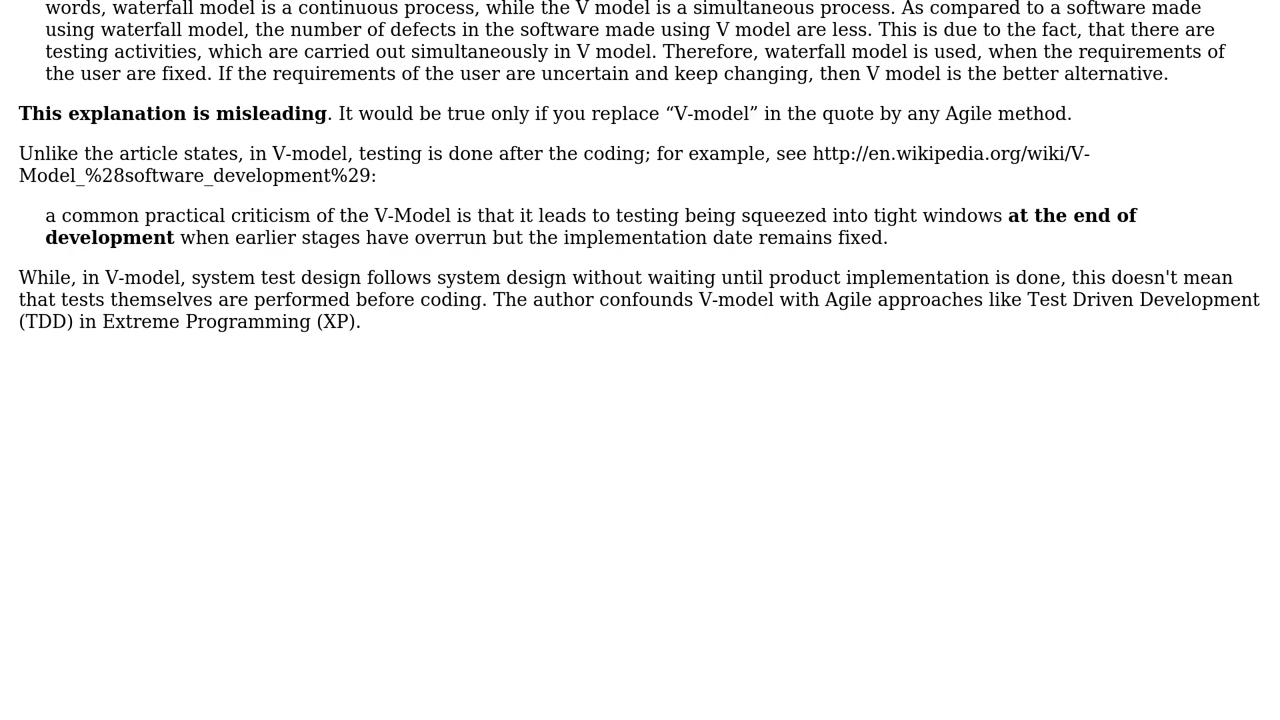 words, waterfall model is a continuous process, while the V model is a simultaneous process. As compared to a software made
using waterfall model, the number of defects in the software made using V model are less. This is due to the fact, that there are
testing activities, which are carried out simultaneously in V model. Therefore, waterfall model is used, when the requirements of
the user are fixed. If the requirements of the user are uncertain and keep changing, then V model is the better alternative.
This explanation is misleading. It would be true only if you replace “V-model” in the quote by any Agile method.
Unlike the article states, in V-model, testing is done after the coding; for example, see http://en.wikipedia.org/wiki/V-
Model_%28software_development%29:
a common practical criticism of the V-Model is that it leads to testing being squeezed into tight windows at the end of
development when earlier stages have overrun but the implementation date remains fixed.
While, in V-model, system test design follows system design without waiting until product implementation is done, this doesn't mean
that tests themselves are performed before coding. The author confounds V-model with Agile approaches like Test Driven Development
(TDD) in Extreme Programming (XP).